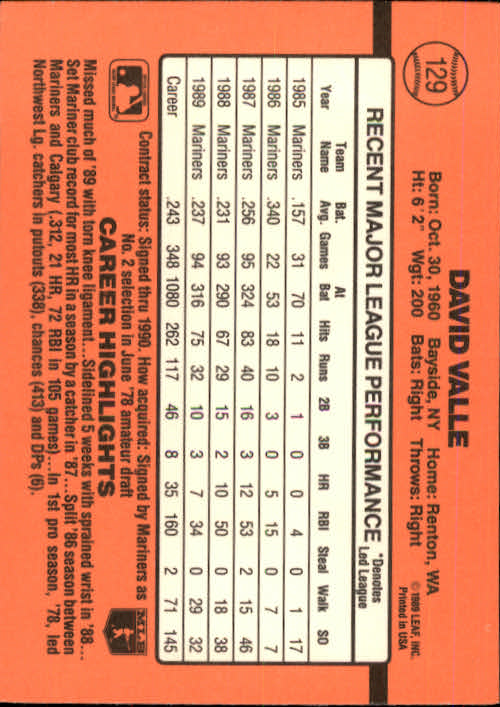 129
DAVID VALLE
Born: Oct. 30, 1960 Bayside, NY Home: Renton, WA
Ht: 6' 2" Wgt: 200 Bats: Right Throws: Right
© 1989 LEAF, INC.
Printed in USA
RECENT MAJOR LEAGUE PERFORMANCE *Denotes Led League
Year Team Name Bat. Avg. Games At Bat Hits Runs 2B 3B HR RBI Steal Walk SO
1985 Mariners .157 31 70 11 2 1 0 0 4 0 1 17
1986 Mariners .340 22 53 18 10 3 0 5 15 0 7 7
1987 Mariners .256 95 324 83 40 16 3 12 53 2 15 46
1988 Mariners .231 93 290 67 29 15 2 10 50 0 18 38
1989 Mariners .237 94 316 75 32 10 3 7 34 0 29 32
Career .243 348 1080 262 117 46 8 35 160 2 71 145
Contract status: Signed thru 1990. How acquired: Signed by Mariners as
No. 2 selection in June '78 amateur draft
MLB
CAREER HIGHLIGHTS
Missed much of '89 with torn knee ligament...Sidelined 5 weeks with sprained wrist in '88...
Set Mariner club record for most HR in a season by a catcher in '87...Split '86 season between
Mariners and Calgary (.312, 21 HR, 72 RBI in 105 games)...In 1st pro season, '78, led
Northwest Lg. catchers in putouts (338), chances (413) and DPs (6).